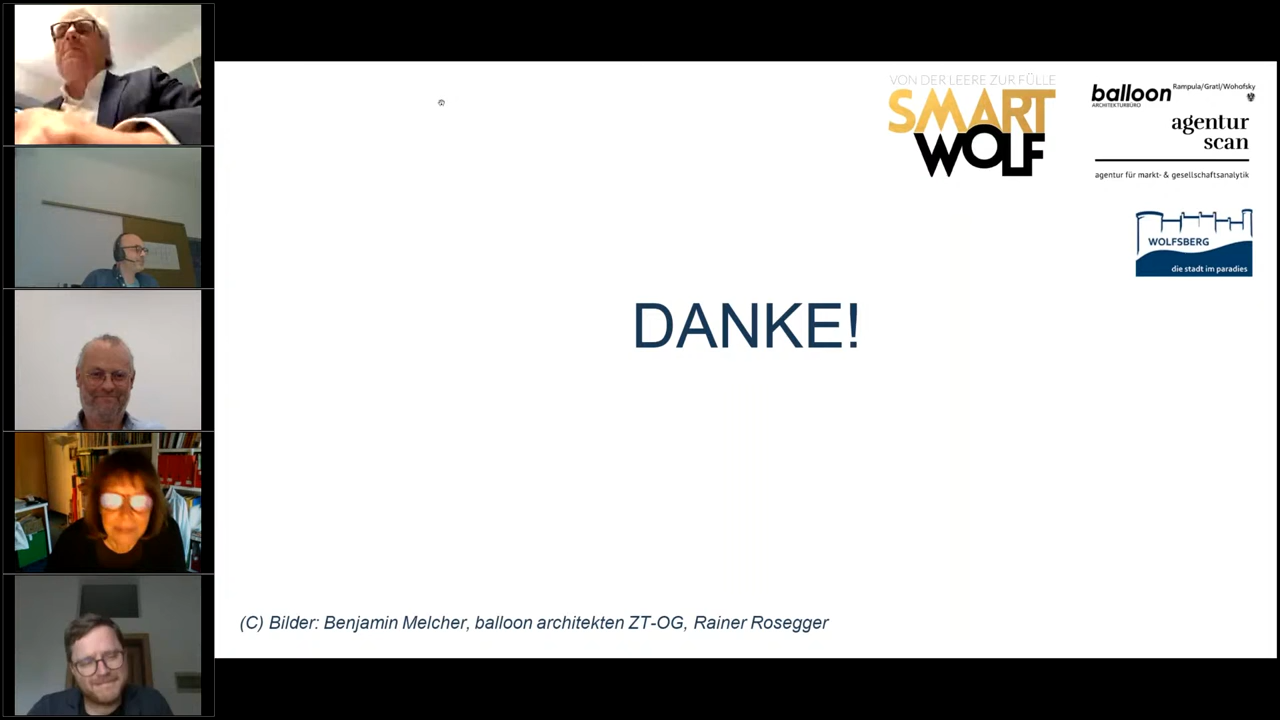 VON DER LEERE ZUR FÜLLE
SMART
WOLF
balloon Rampula/Gratl/Wohofsky
ARCHITEKTURBÜRO
agentur
scan
agentur für markt- & gesellschaftsanalytik
WOLFSBERG
die stadt im paradies
DANKE!
(C) Bilder: Benjamin Melcher, balloon architekten ZT-OG, Rainer Rosegger